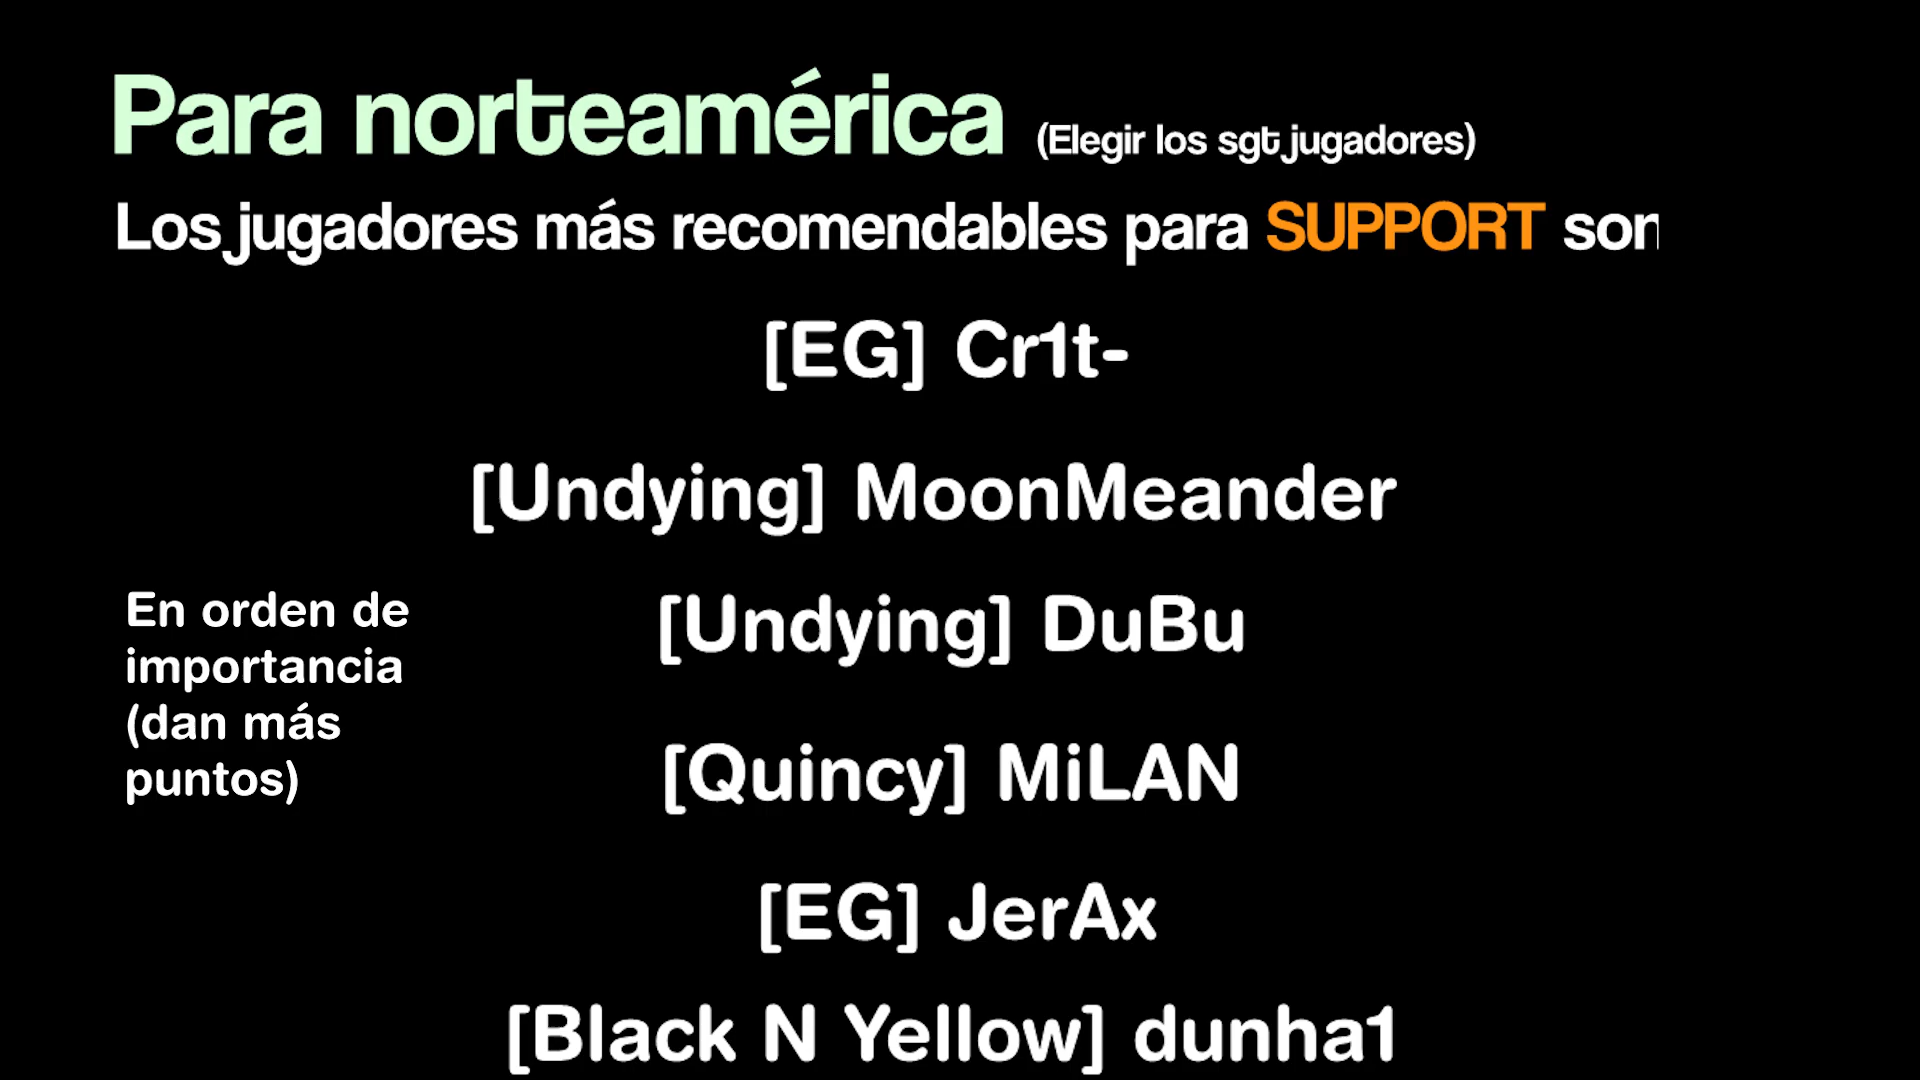 Para norteamérica (Elegir los sgt jugadores)
Los jugadores más recomendables para SUPPORT son
[EG] Cr1t-
[Undying] MoonMeander
[Undying] DuBu
[Quincy] MiLAN
[EG] JerAx
[Black N Yellow] dunha1
En orden de
importancia
(dan más
puntos)